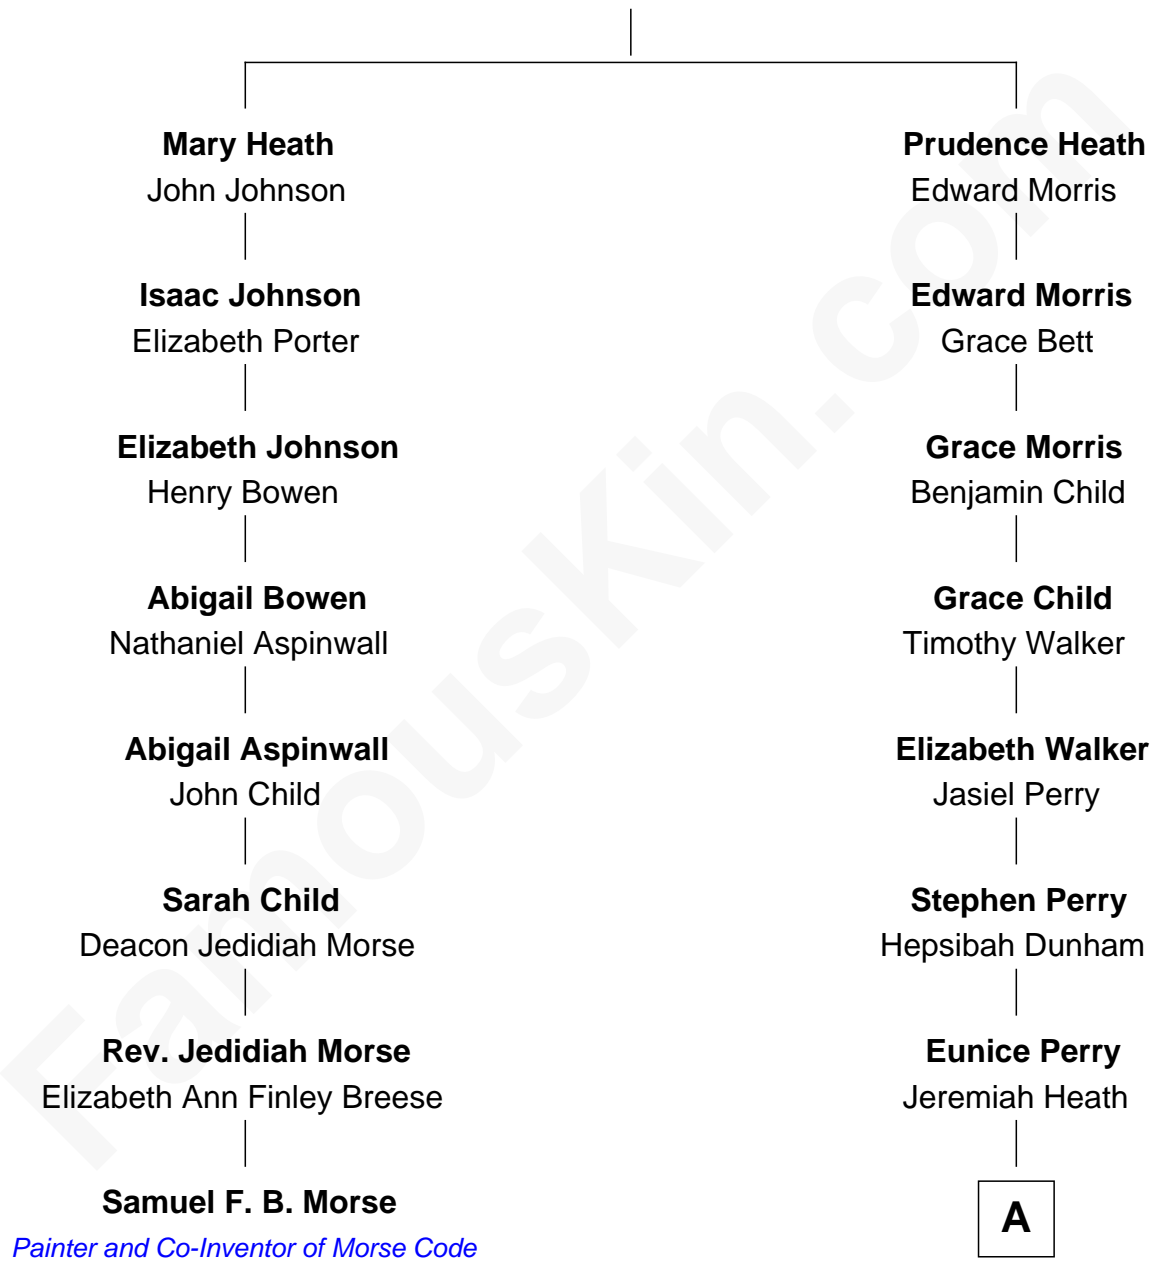 Mary Heath
John Johnson
Isaac Johnson
Elizabeth Porter
Elizabeth Johnson
Henry Bowen
Abigail Bowen
Nathaniel Aspinwall
Abigail Aspinwall
John Child
Sarah Child
Deacon Jedidiah Morse
Rev. Jedidiah Morse
Elizabeth Ann Finley Breese
Samuel F. B. Morse
Painter and Co-Inventor of Morse Code
Prudence Heath
Edward Morris
Edward Morris
Grace Bett
Grace Morris
Benjamin Child
Grace Child
Timothy Walker
Elizabeth Walker
Jasiel Perry
Stephen Perry
Hepsibah Dunham
Eunice Perry
Jeremiah Heath
A
FamousKin.com